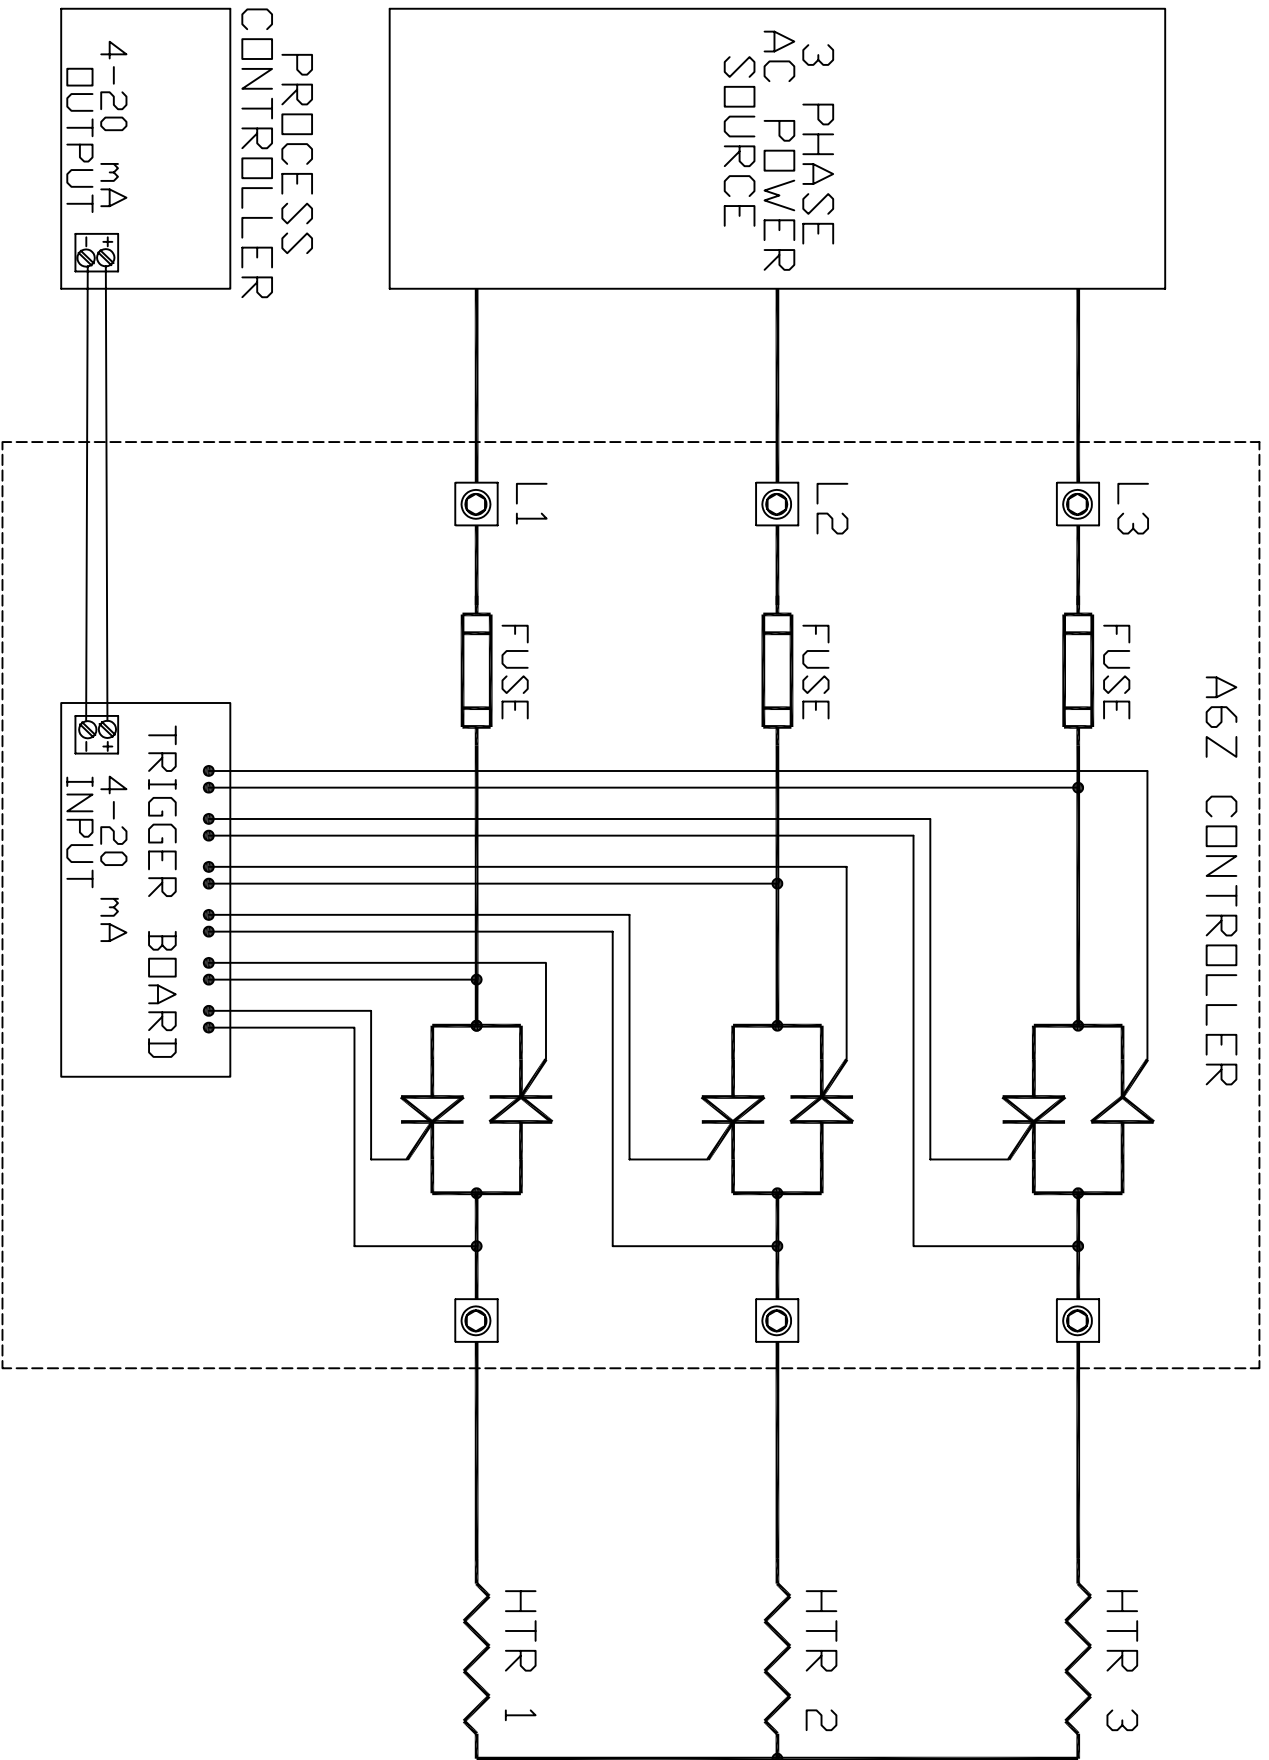 A6Z CONTROLLER
3 PHASE
AC POWER
SOURCE
L3
FUSE
HTR 3
L2
FUSE
HTR 2
L1
FUSE
HTR 1
PROCESS
CONTROLLER
4-20 mA
OUTPUT
+
-
TRIGGER BOARD
+
-
4-20 mA
INPUT